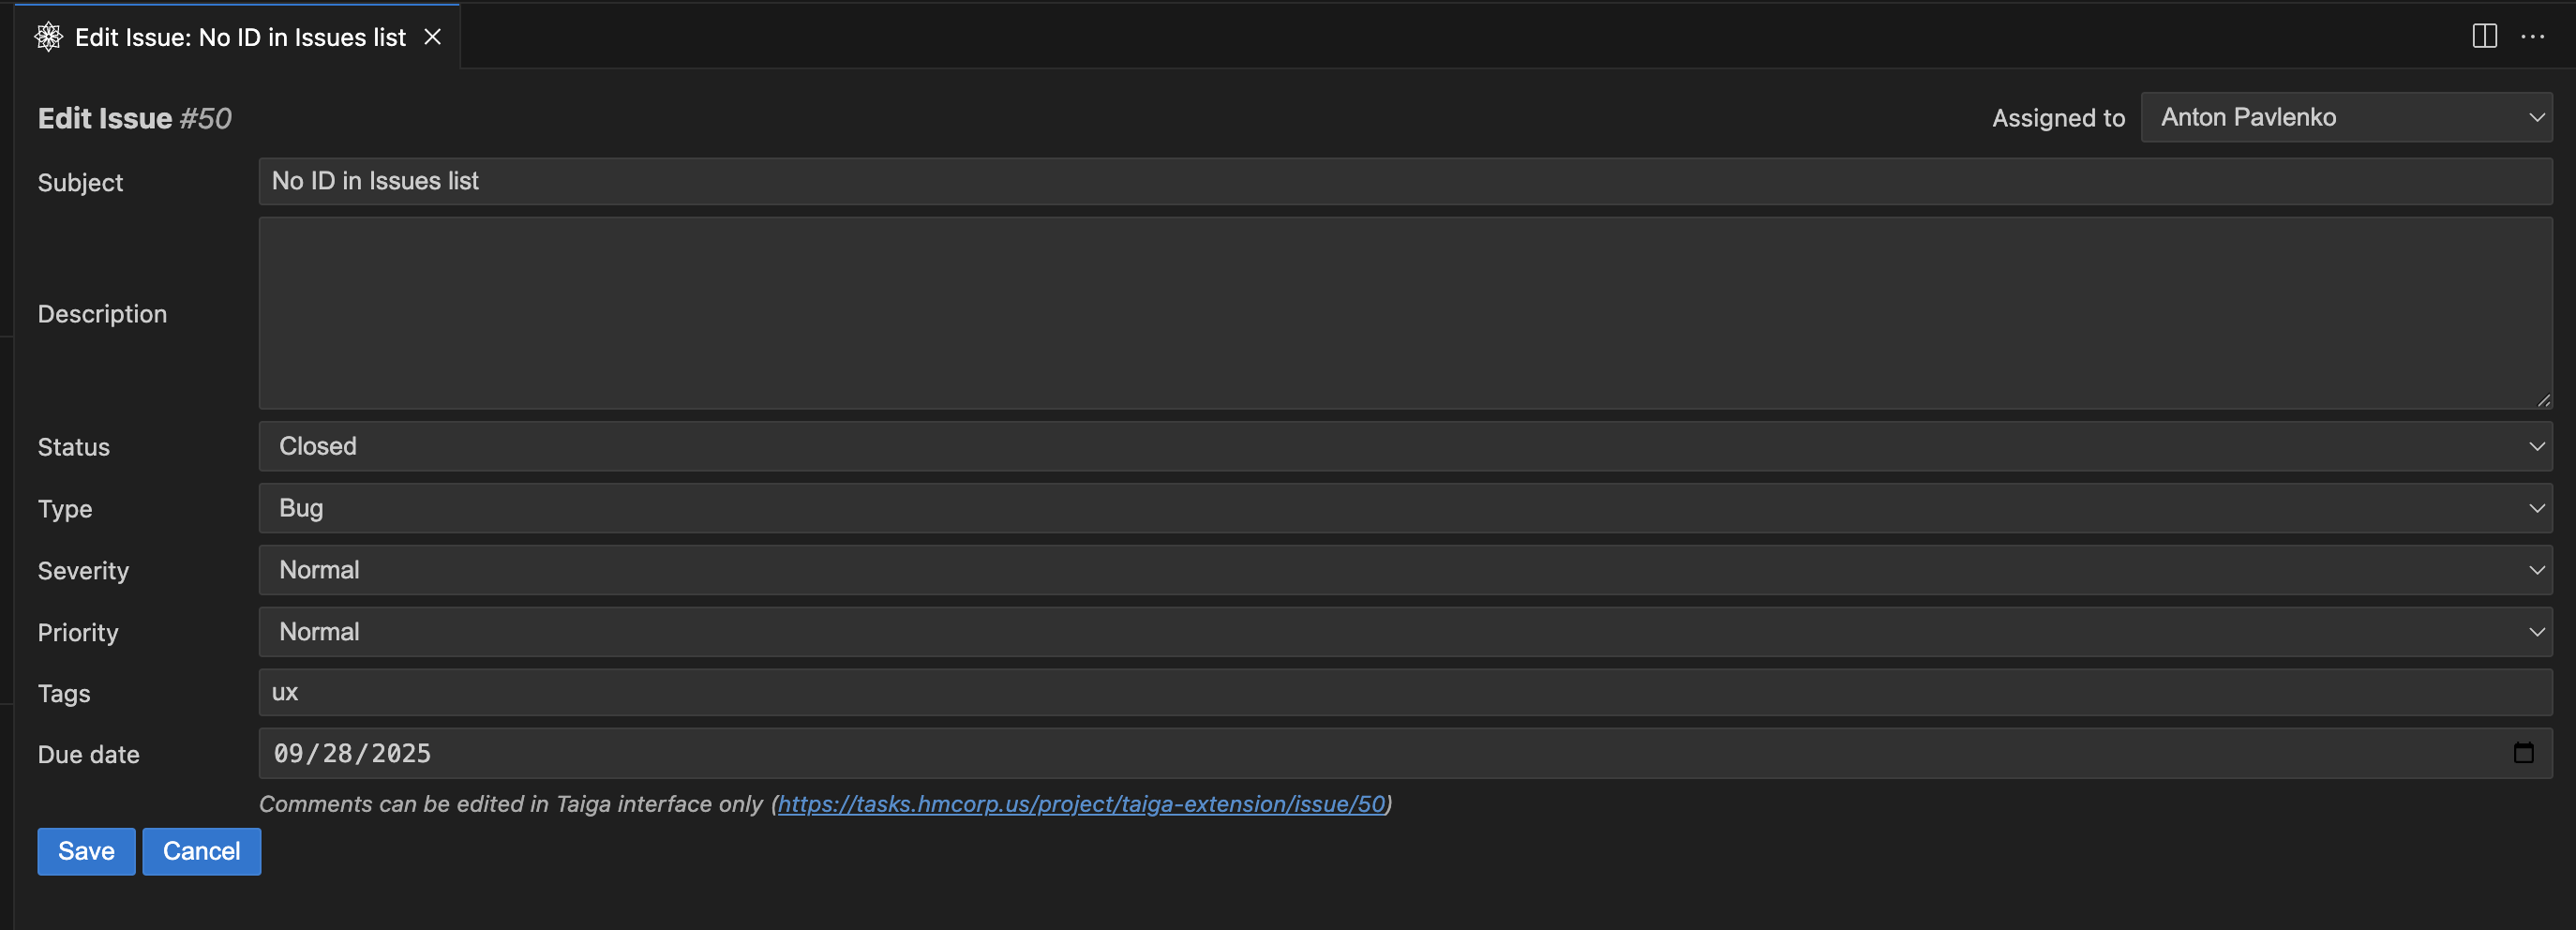 Edit Issue: No ID in Issues list
Edit Issue #50
Assigned to Anton Pavlenko
Subject No ID in Issues list
Description
Status Closed
Type Bug
Severity Normal
Priority Normal
Tags ux
Due date 09/28/2025
Comments can be edited in Taiga interface only (https://tasks.hmcorp.us/project/taiga-extension/issue/50)
Save Cancel